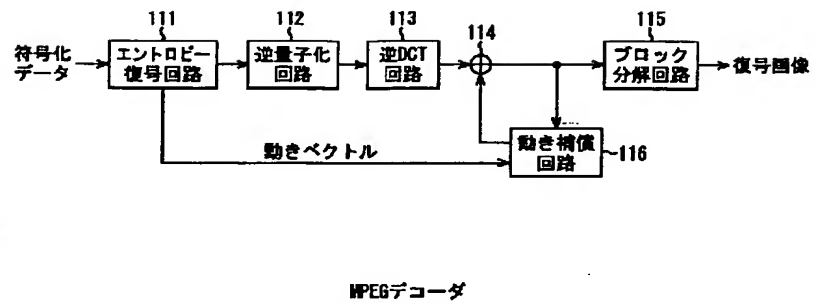 111
112
113
114
115
符号化
データ
エントロピー
復号回路
逆量子化
回路
逆DCT
回路
ブロック
分解回路
復号画像
動きベクトル
動き補償
回路
116
MPEGデコーダ